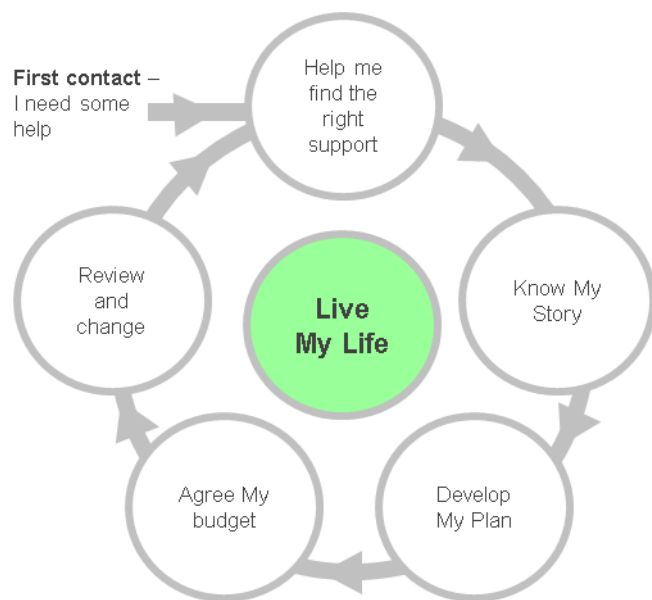 First contact –
I need some
help
Help me
find the
right
support
Know My
Story
Develop
My Plan
Agree My
budget
Review
and
change
Live
My Life